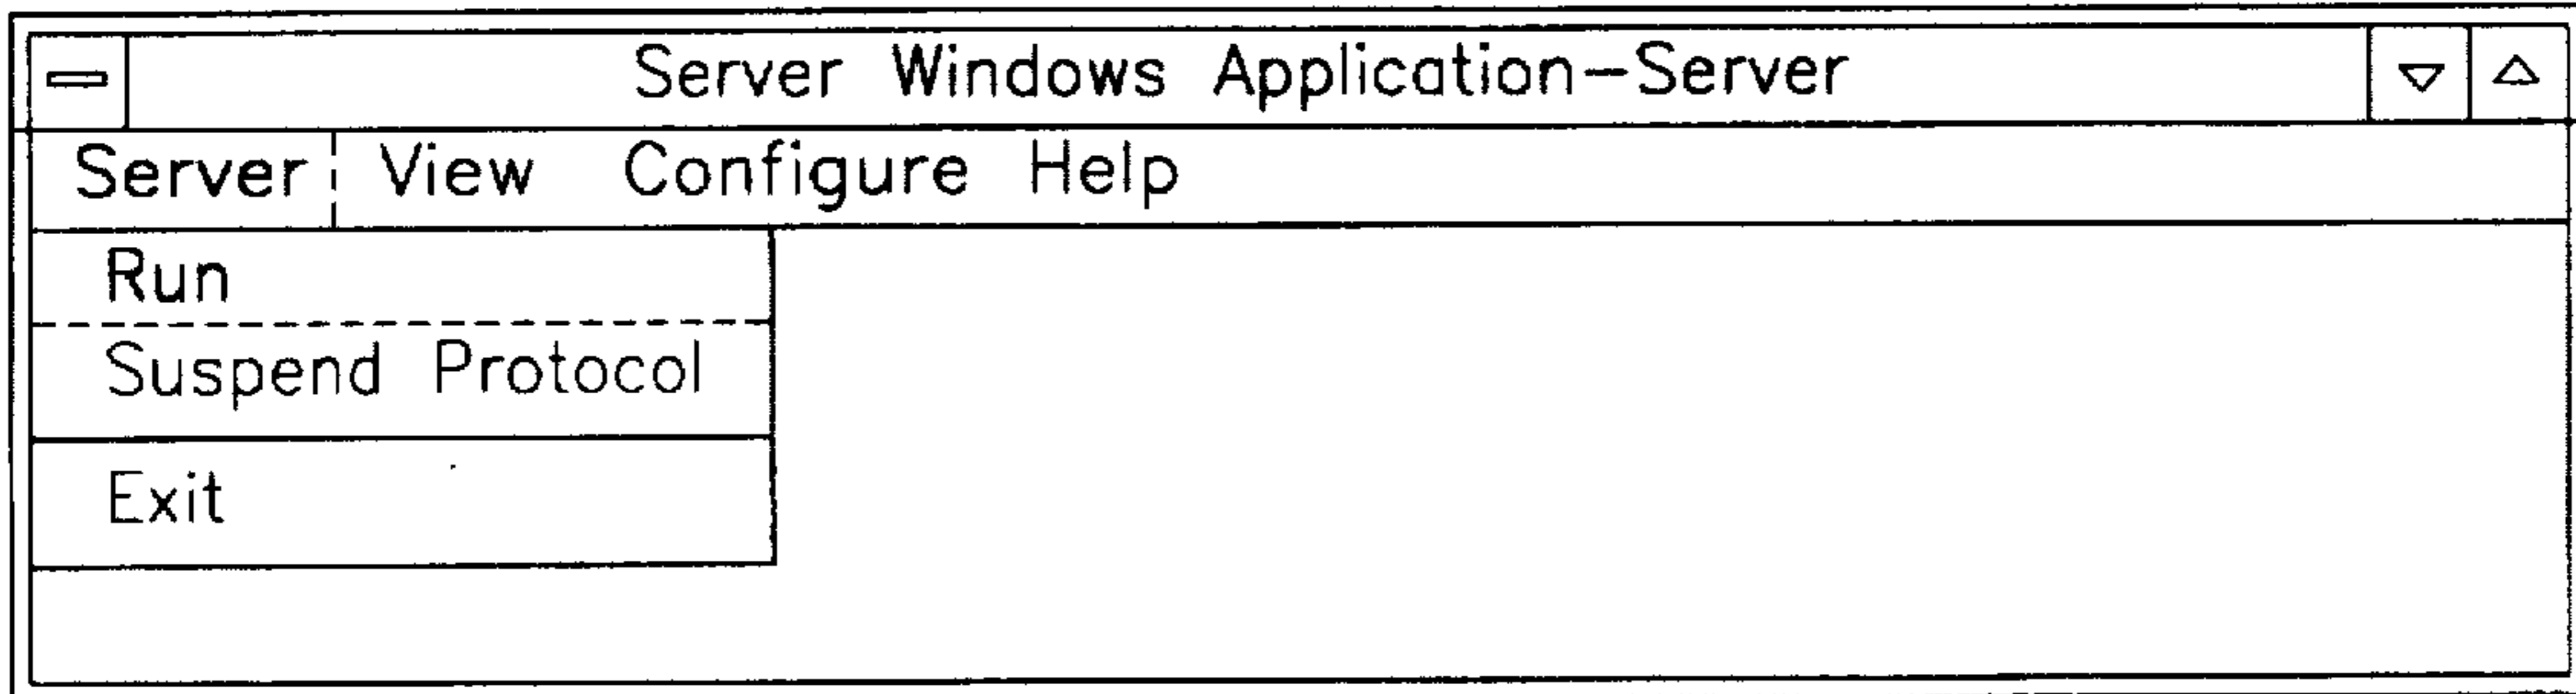 Server Windows Application-Server
Server View Configure Help
Run
Suspend Protocol
Exit